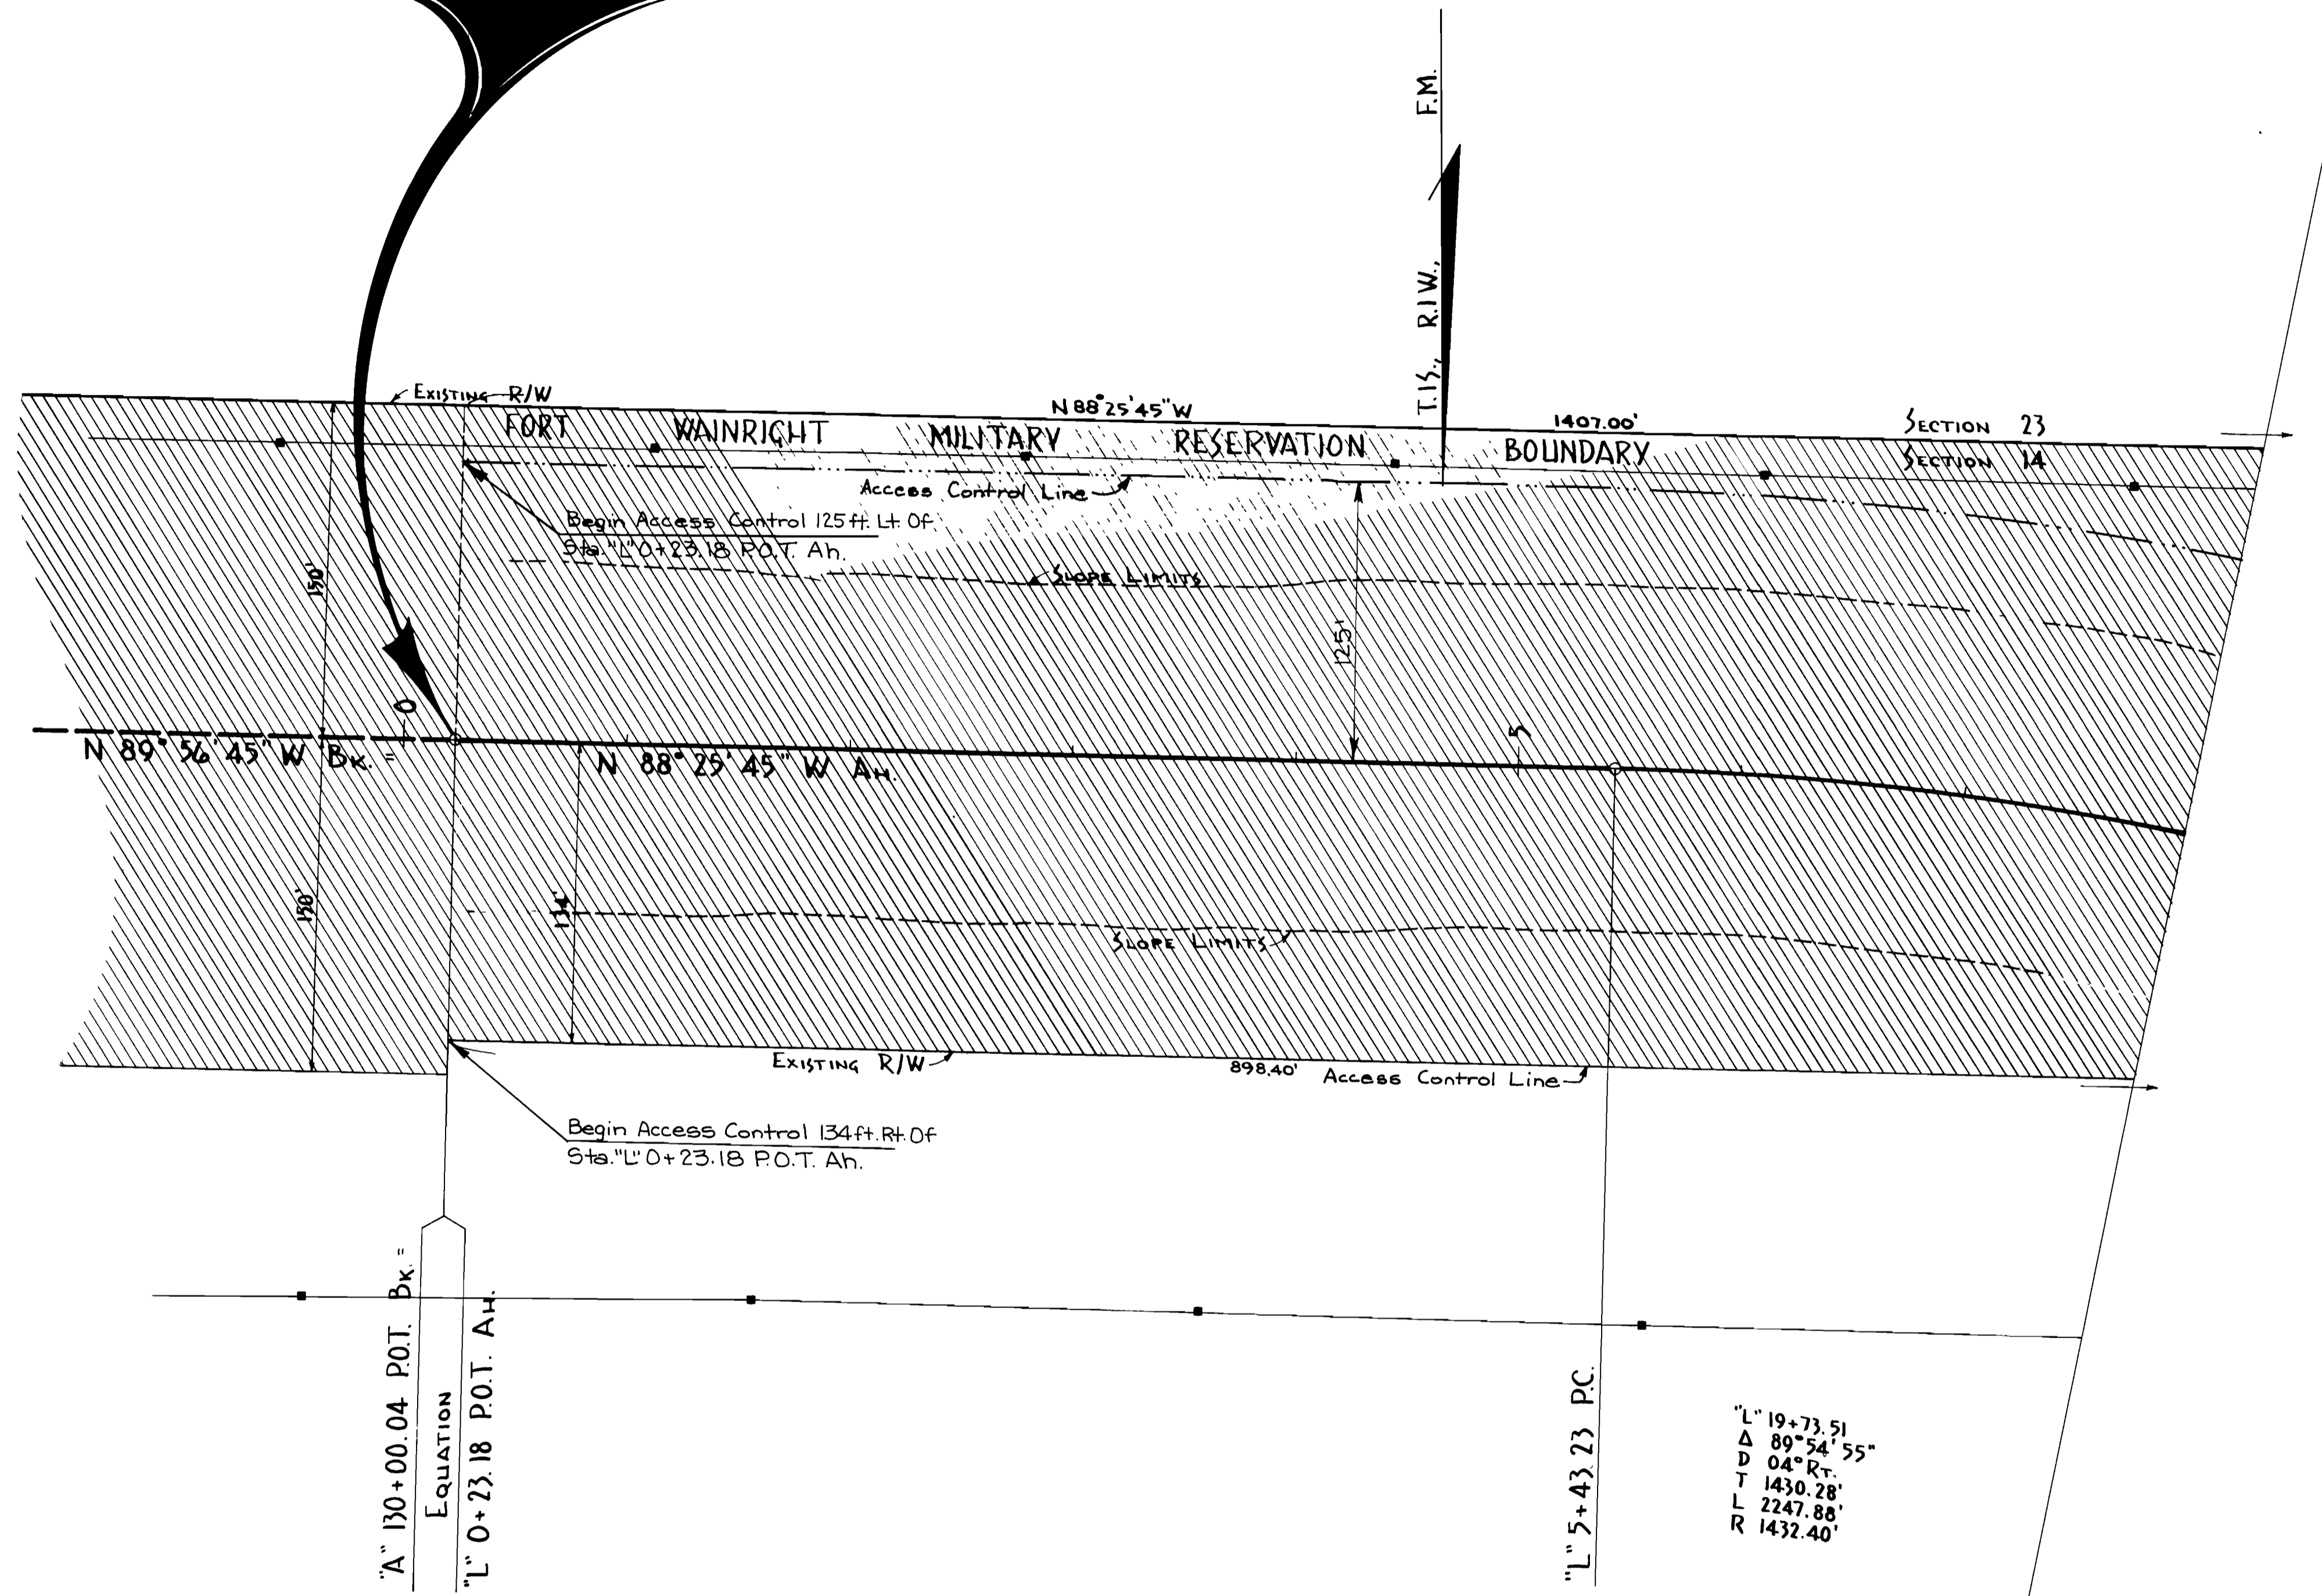 F.M.
R.1W.,
T.1S.,
EXISTING R/W
N 88°25'45" W
1407.00'
SECTION 23
FORT WAINRIGHT MILITARY RESERVATION BOUNDARY
SECTION 14
Access Control Line
Begin Access Control 125ft. Lt. Of
Sta. "L" 0+23.18 P.O.T. Ah.
SLOPE LIMITS
150'
125'
0
5
N 89°56'45" W BK. =
N 88°25'45" W AH.
150'
134'
SLOPE LIMITS
EXISTING R/W
898.40'
Access Control Line
Begin Access Control 134ft. Rt. Of
Sta. "L" 0+23.18 P.O.T. Ah.
"A" 130+00.04 P.O.T. BK. =
EQUATION
"L" 0+23.18 P.O.T. AH.
"L" 5+43.23 P.C.
"L" 19+73.51
Δ 89°54'55"
D 04° RT.
T 1430.28'
L 2247.88'
R 1432.40'